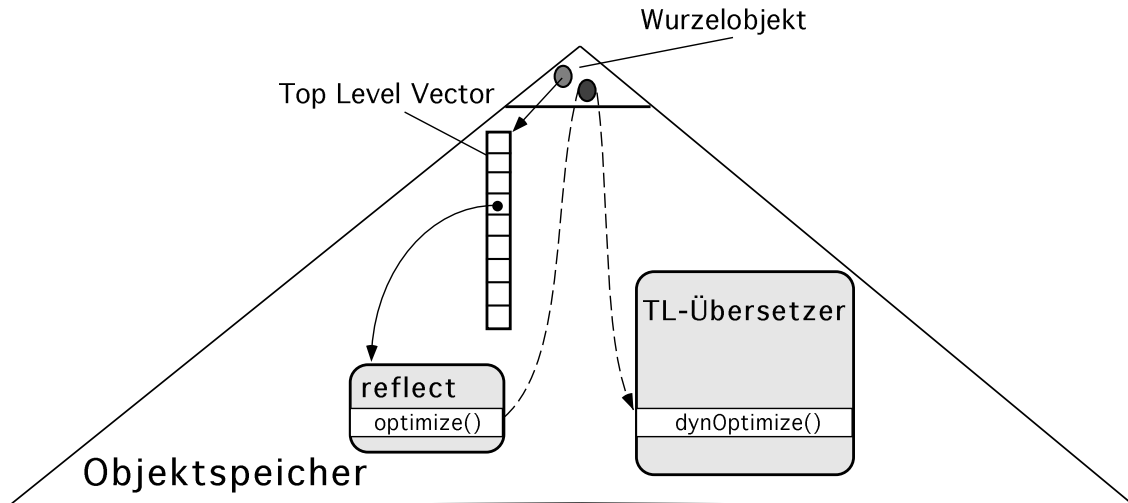 Wurzelobjekt
Top Level Vector
TL-Übersetzer
reflect
optimize()
dynOptimize()
Objektspeicher